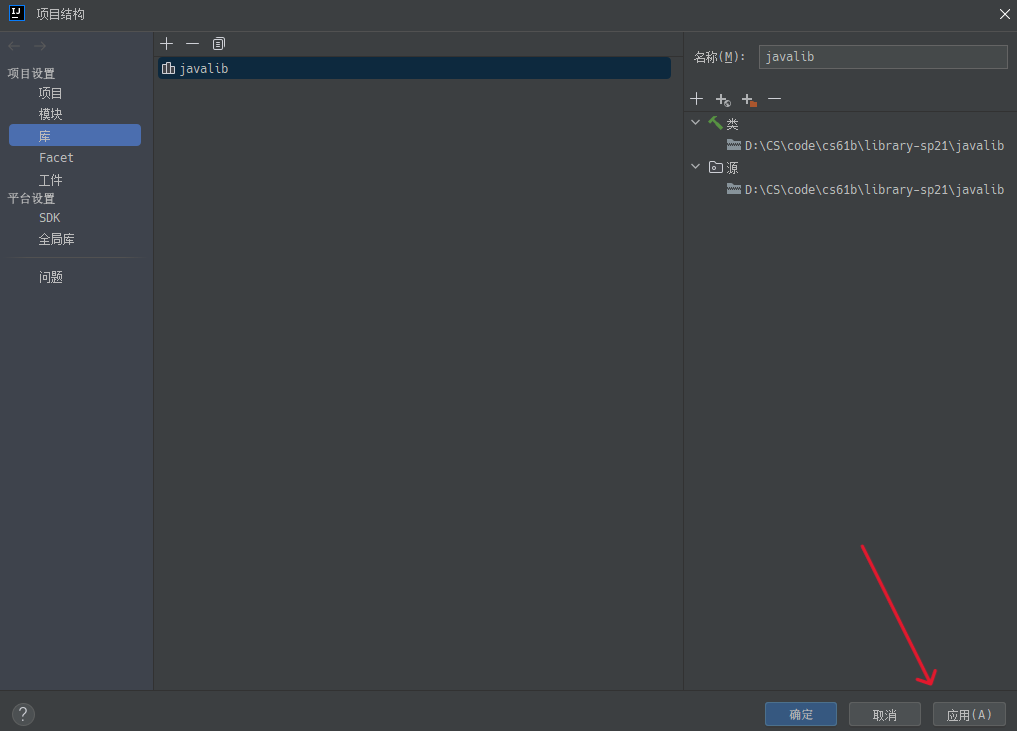 IJ
项目结构
项目设置
项目
模块
库
Facet
工件
平台设置
SDK
全局库
问题
javalib
名称(M): javalib
类
D:\CS\code\cs61b\library-sp21\javalib
源
D:\CS\code\cs61b\library-sp21\javalib
?
确定
取消
应用(A)